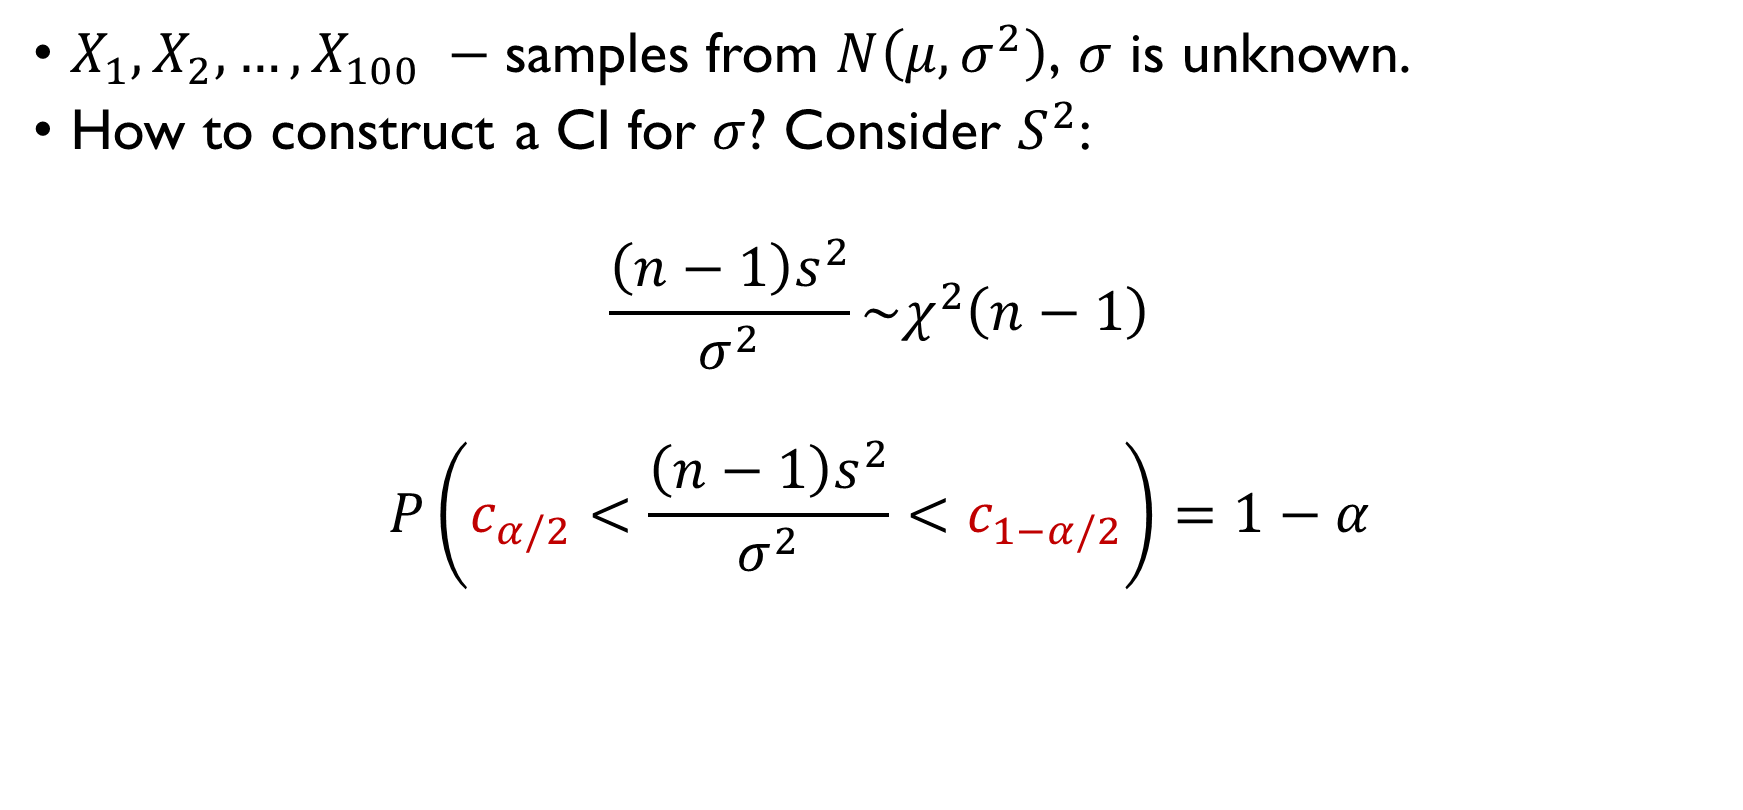 • X₁, X₂, … , X₁₀₀ – samples from N(μ, σ²), σ is unknown.
• How to construct a CI for σ? Consider S²:
(n − 1)s² / σ² ~ χ²(n − 1)
P( c_{α/2} < (n − 1)s² / σ² < c_{1−α/2} ) = 1 − α